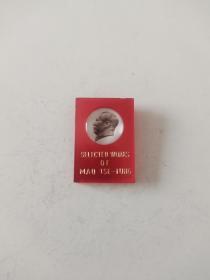 SELECTED WORKS
OF
MAO TSE-TUNG